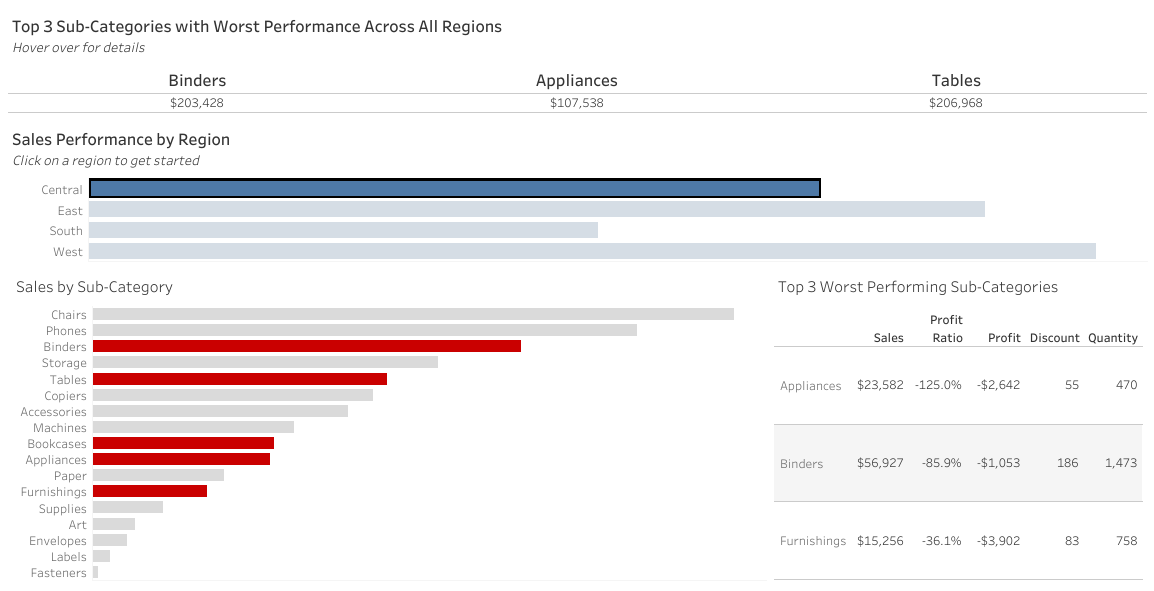 Top 3 Sub-Categories with Worst Performance Across All Regions
Hover over for details
Binders Appliances Tables
$203,428 $107,538 $206,968
Sales Performance by Region
Click on a region to get started
Central
East
South
West
Sales by Sub-Category
Chairs
Phones
Binders
Storage
Tables
Copiers
Accessories
Machines
Bookcases
Appliances
Paper
Furnishings
Supplies
Art
Envelopes
Labels
Fasteners
Top 3 Worst Performing Sub-Categories
Sales Profit Ratio Profit Discount Quantity
Appliances $23,582 -125.0% -$2,642 55 470
Binders $56,927 -85.9% -$1,053 186 1,473
Furnishings $15,256 -36.1% -$3,902 83 758